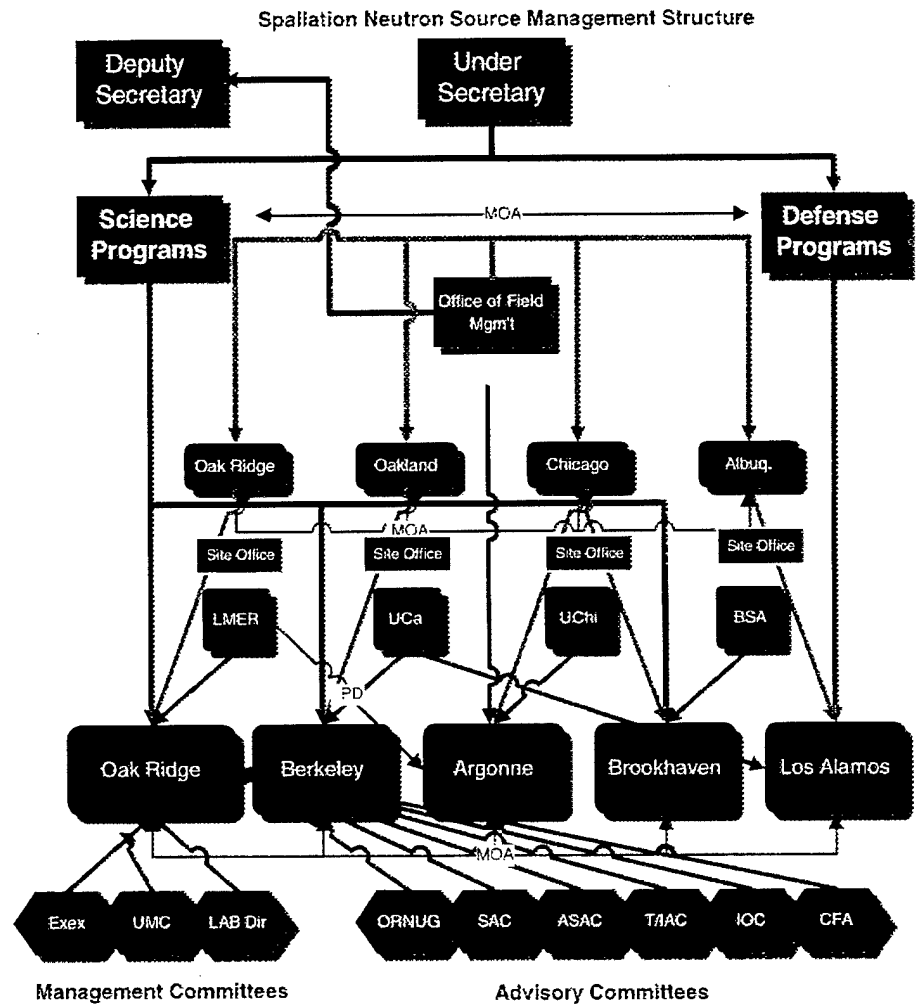 Spallation Neutron Source Management Structure
Deputy
Secretary
Under
Secretary
Science
Programs
MOA
Defense
Programs
Office of Field
Mgm't
Oak Ridge
Oakland
Chicago
Albuq.
MOA
Site Office
Site Office
Site Office
Site Office
LMER
UCa
UChi
BSA
PD
Oak Ridge
Berkeley
Argonne
Brookhaven
Los Alamos
MOA
Exex
UMC
LAB Dir
ORNUG
SAC
ASAC
T/IAC
IOC
CFA
Management Committees
Advisory Committees